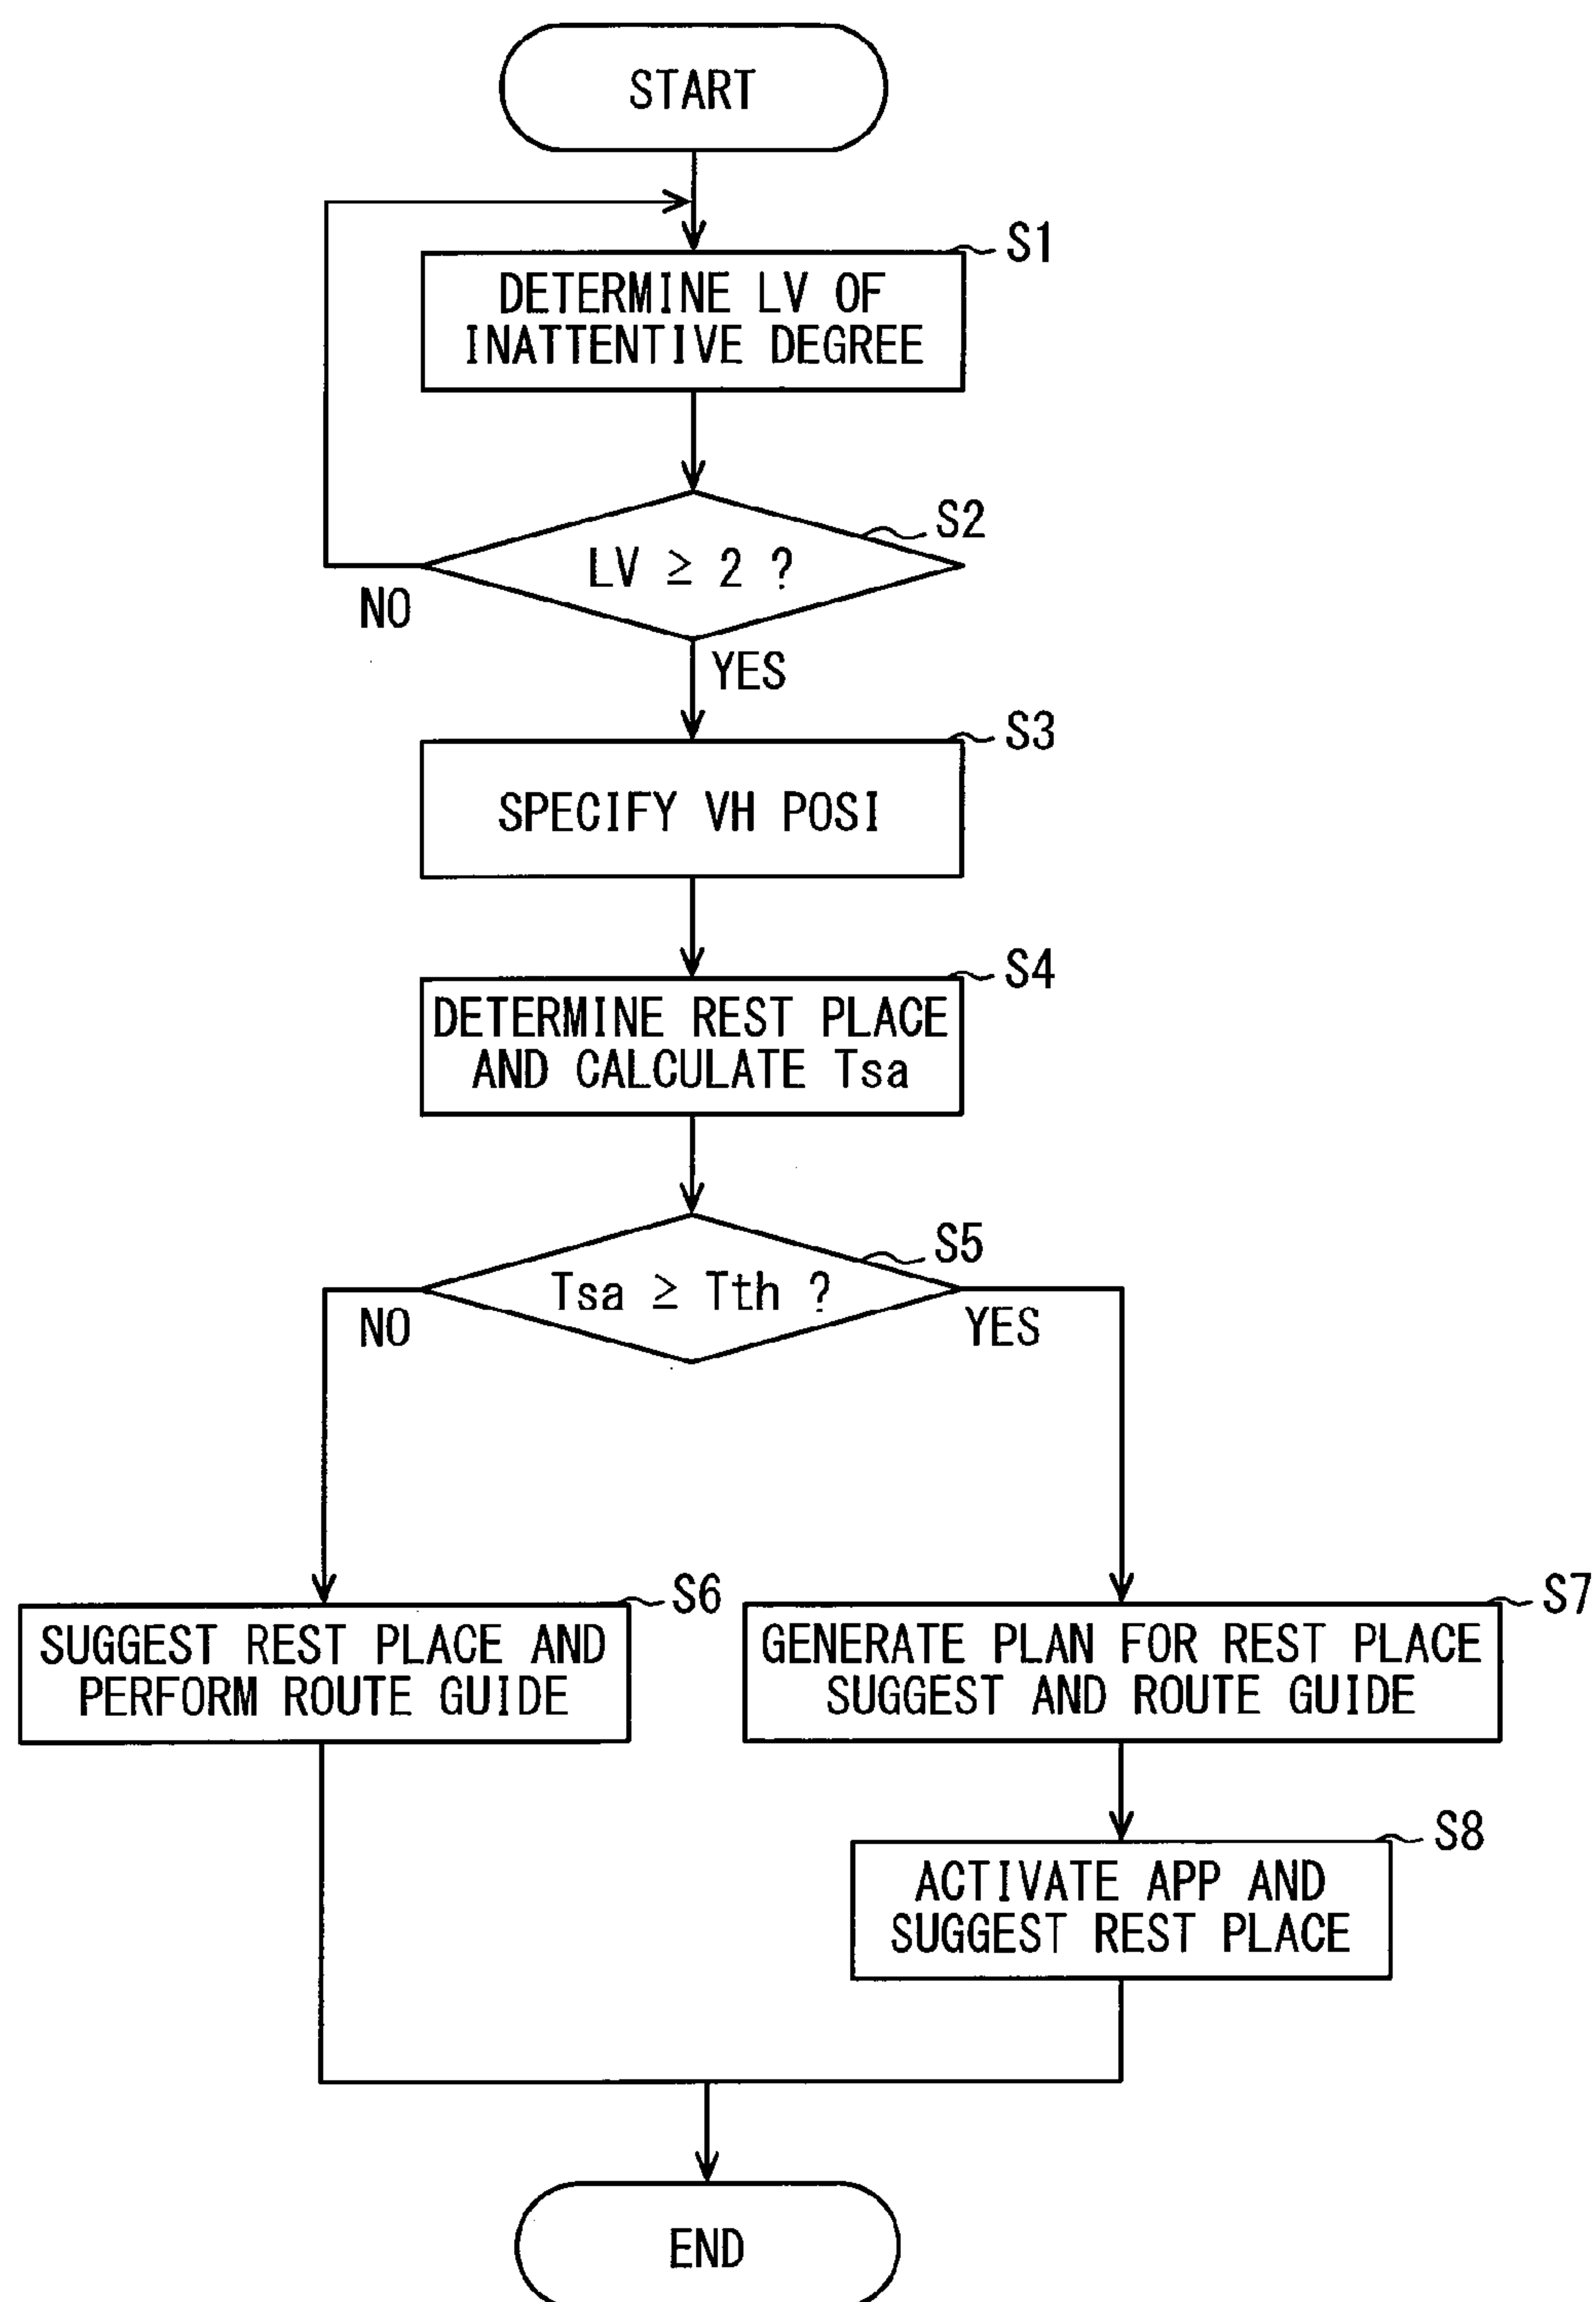 START
S1
DETERMINE LV OF
INATTENTIVE DEGREE
S2
LV ≥ 2 ?
NO
YES
S3
SPECIFY VH POSI
S4
DETERMINE REST PLACE
AND CALCULATE Tsa
S5
Tsa ≥ Tth ?
NO
YES
S6
SUGGEST REST PLACE AND
PERFORM ROUTE GUIDE
S7
GENERATE PLAN FOR REST PLACE
SUGGEST AND ROUTE GUIDE
S8
ACTIVATE APP AND
SUGGEST REST PLACE
END